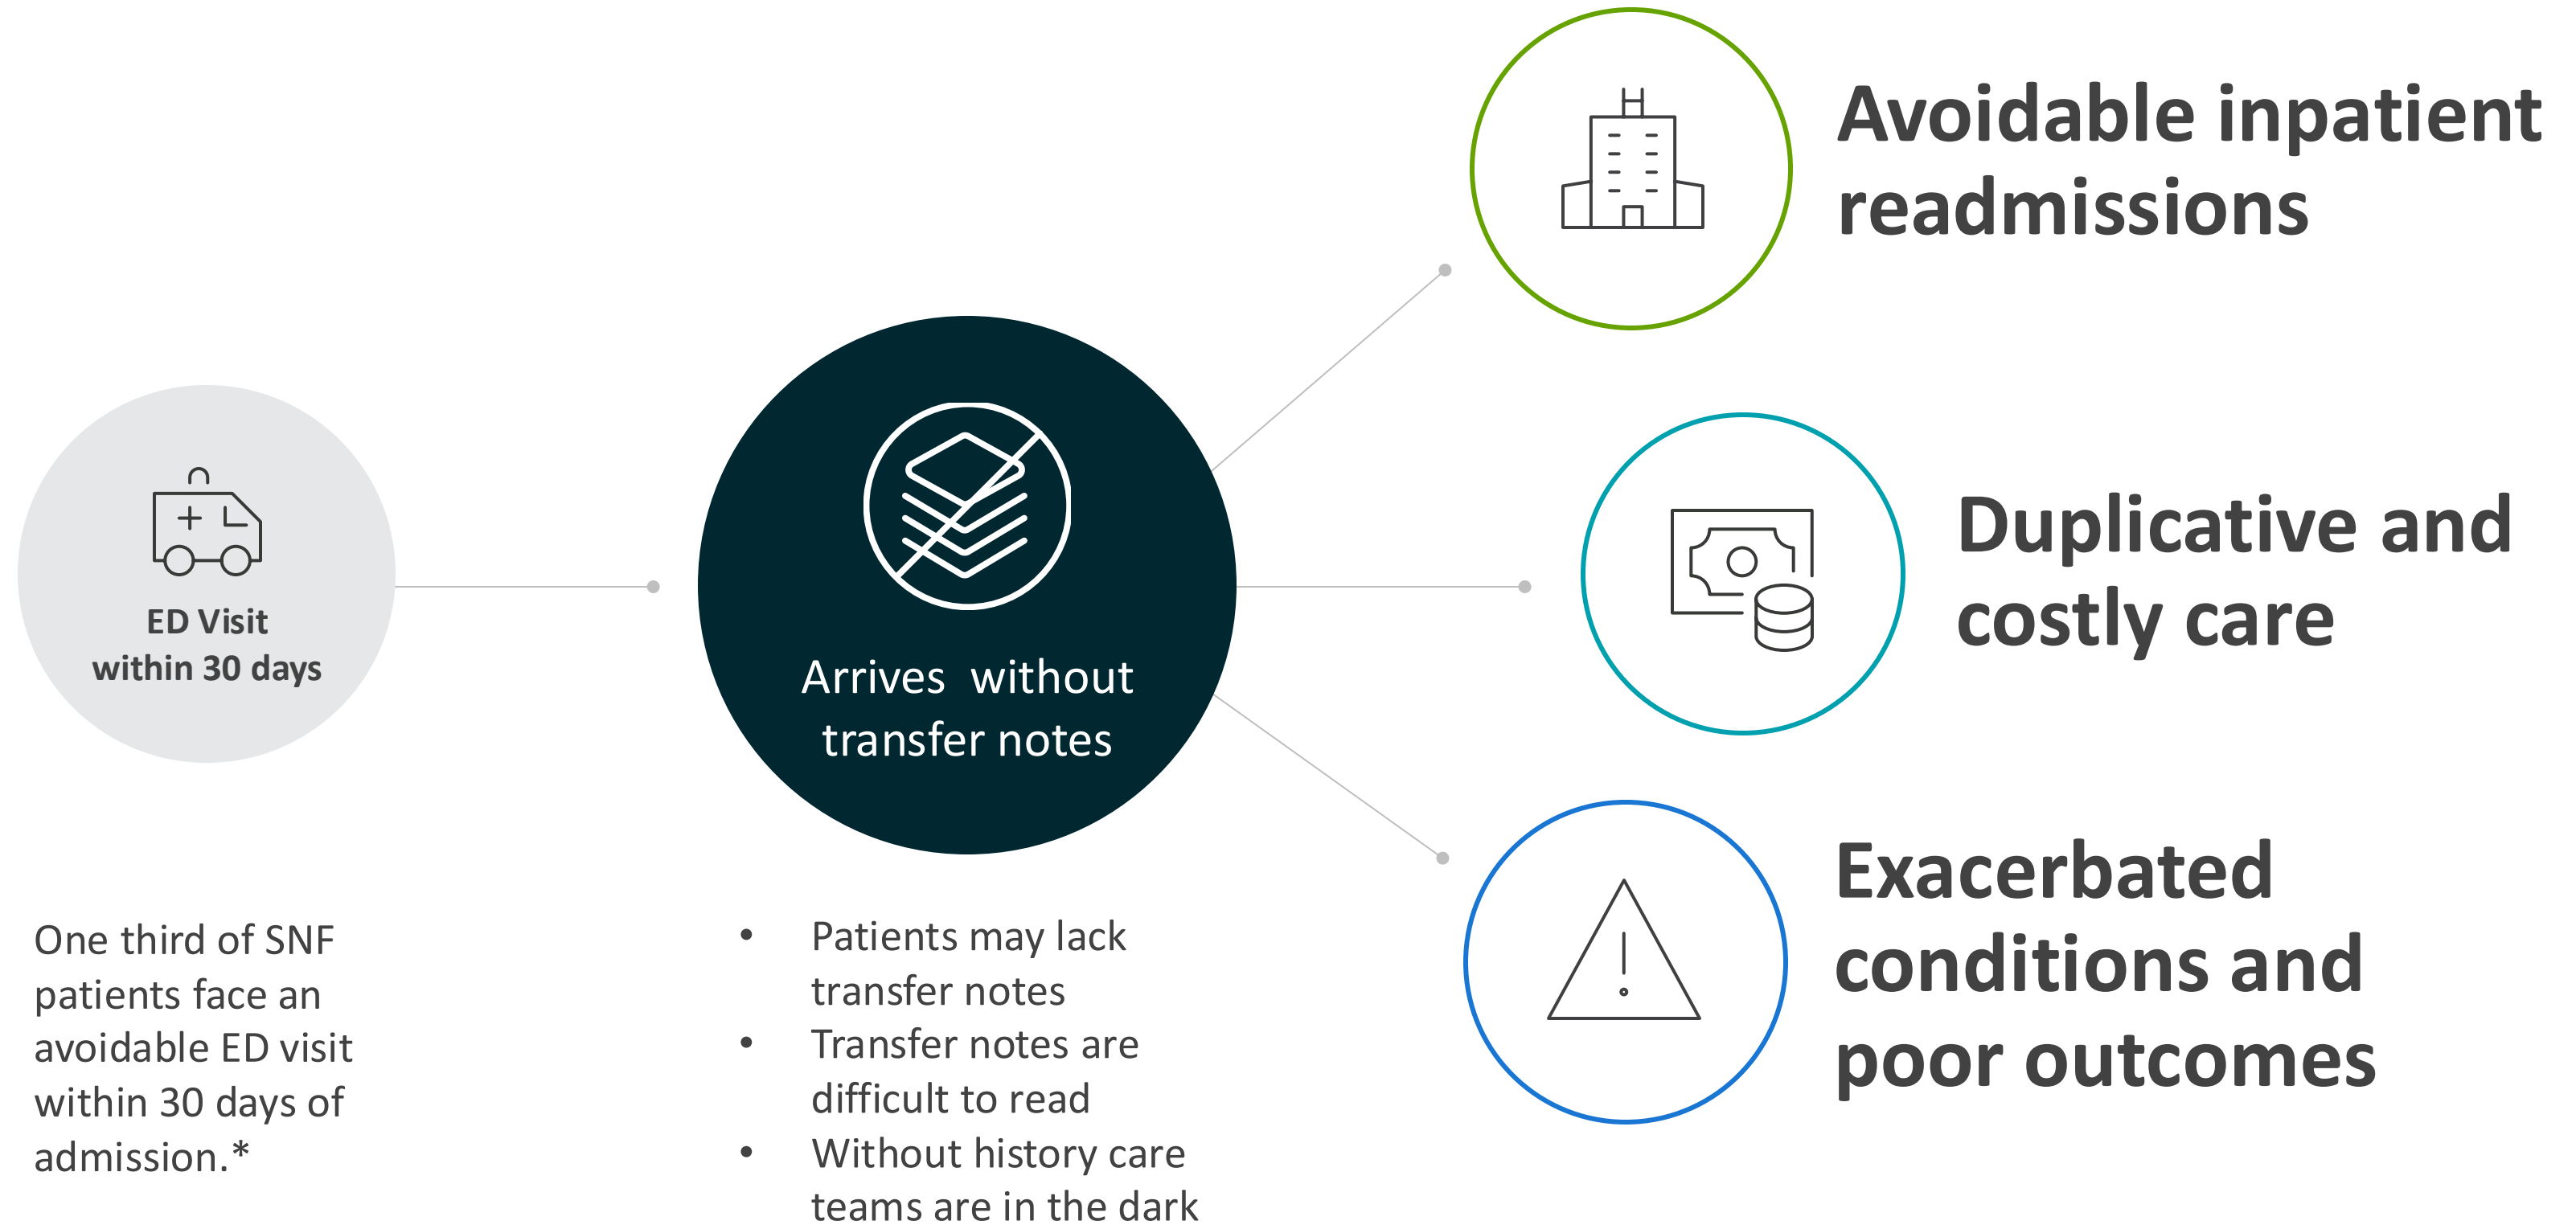 ED Visit
within 30 days
One third of SNF
patients face an
avoidable ED visit
within 30 days of
admission.*
Arrives without
transfer notes
• Patients may lack
transfer notes
• Transfer notes are
difficult to read
• Without history care
teams are in the dark
Avoidable inpatient
readmissions
Duplicative and
costly care
Exacerbated
conditions and
poor outcomes